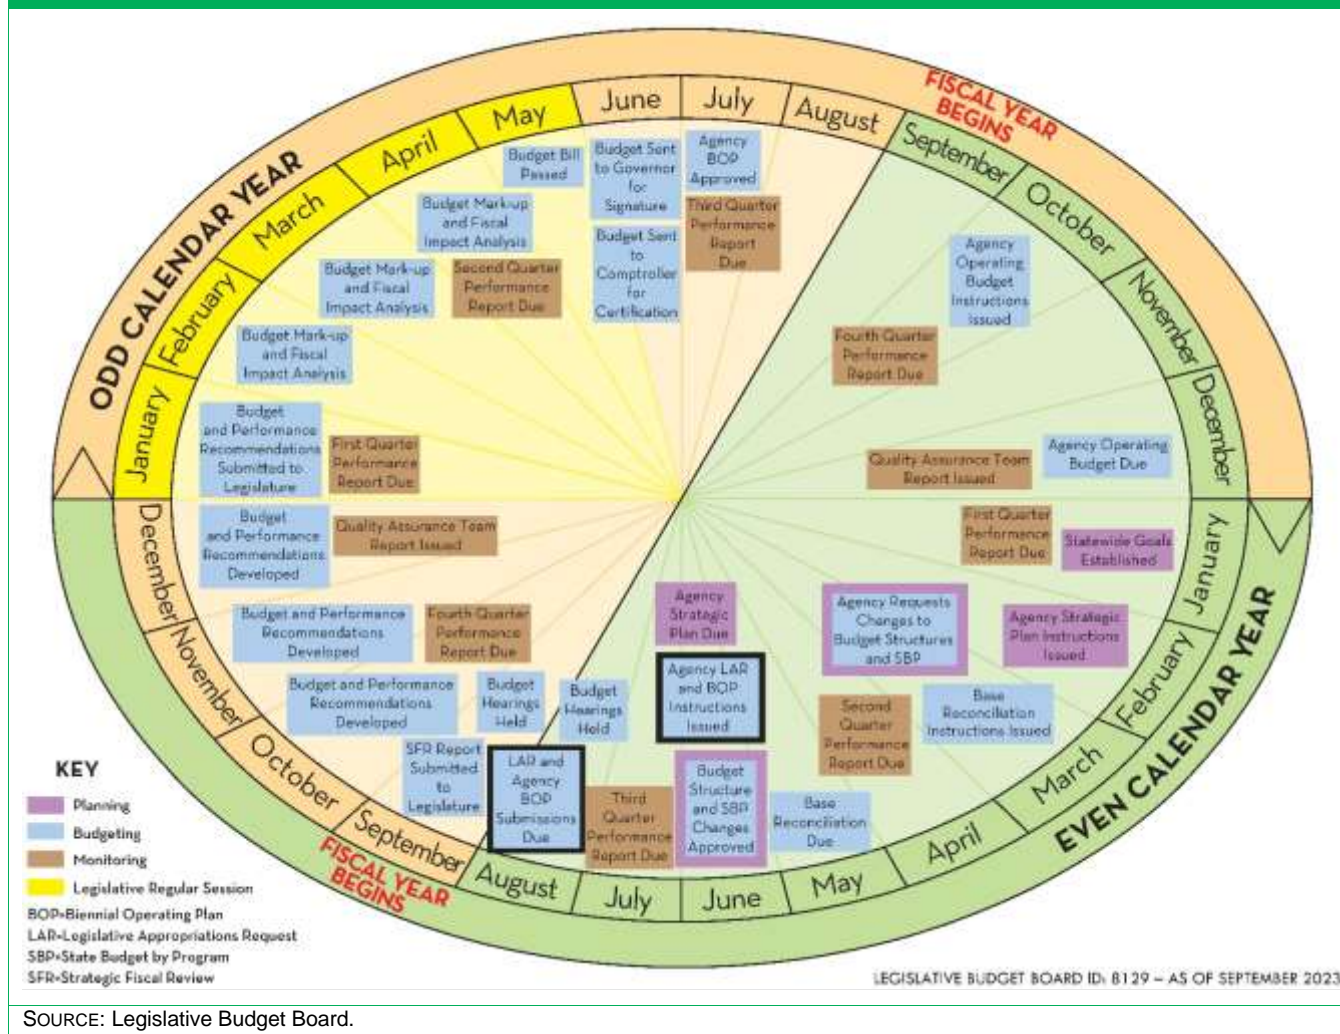 ODD CALENDAR YEAR
January
February
March
April
May
June
July
August
FISCAL YEAR
BEGINS
September
October
November
December
EVEN CALENDAR YEAR
January
February
March
April
May
June
July
August
FISCAL YEAR
BEGINS
September
October
November
December
Budget Bill
Passed
Budget Sent
to Governor
for
Signature
Agency
BOP
Approved
Budget Mark-up
and Fiscal
Impact Analysis
Budget Sent
to
Comptroller
for
Certification
Third Quarter
Performance
Report
Due
Budget Mark-up
and Fiscal
Impact Analysis
Second Quarter
Performance
Report Due
Agency
Operating
Budget
Instructions
Issued
Budget Mark-up
and Fiscal
Impact Analysis
Fourth Quarter
Performance
Report Due
Budget
and Performance
Recommendations
Submitted to
Legislature
First Quarter
Performance
Report Due
Quality Assurance Team
Report Issued
Agency Operating
Budget Due
Budget
and Performance
Recommendations
Developed
Quality Assurance Team
Report Issued
First Quarter
Performance
Report Due
Statewide Goals
Established
Budget and Performance
Recommendations
Developed
Fourth Quarter
Performance
Report Due
Agency
Strategic
Plan Due
Agency Requests
Changes to
Budget Structures
and SBP
Agency Strategic
Plan Instructions
Issued
Budget and Performance
Recommendations
Developed
Budget
Hearings
Held
Budget
Hearings
Held
Agency LAR
and BOP
Instructions
Issued
Second
Quarter
Performance
Report Due
Base
Reconciliation
Instructions Issued
SFR Report
Submitted
to
Legislature
LAR and
Agency
BOP
Submissions
Due
Third
Quarter
Performance
Report Due
Budget
Structure
and SBP
Changes
Approved
Base
Reconciliation
Due
KEY
Planning
Budgeting
Monitoring
Legislative Regular Session
BOP=Biennial Operating Plan
LAR=Legislative Appropriations Request
SBP=State Budget by Program
SFR=Strategic Fiscal Review
LEGISLATIVE BUDGET BOARD ID: 8129 – AS OF SEPTEMBER 2023
SOURCE: Legislative Budget Board.